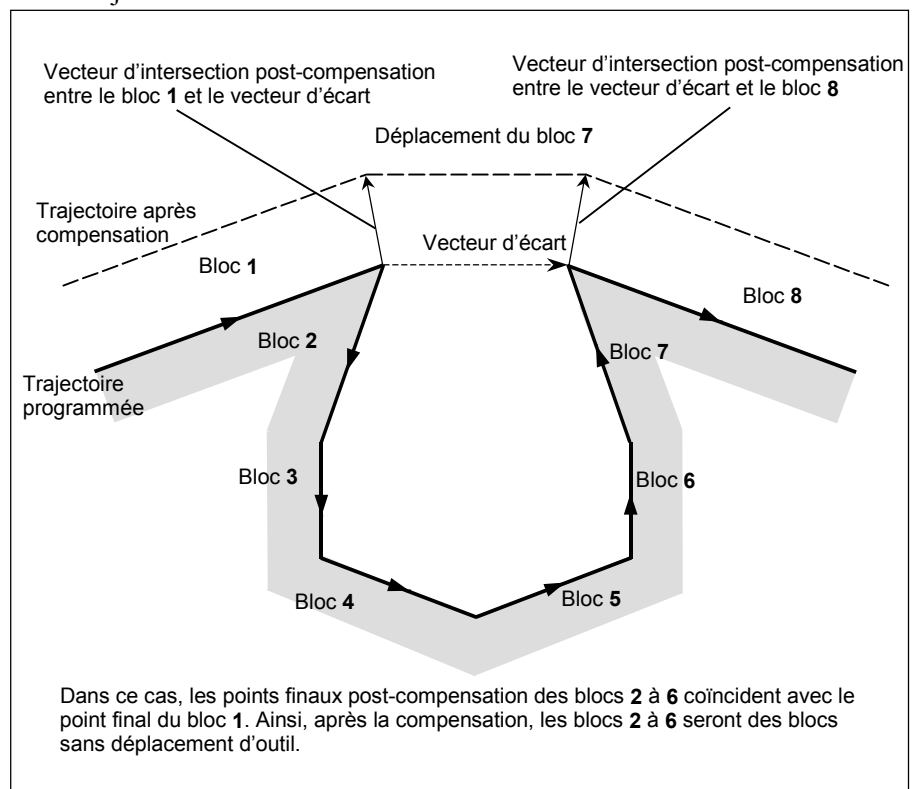 Vecteur d'intersection post-compensation
entre le bloc 1 et le vecteur d'écart
Vecteur d'intersection post-compensation
entre le vecteur d'écart et le bloc 8
Déplacement du bloc 7
Trajectoire après
compensation
Vecteur d'écart
Bloc 1
Bloc 8
Bloc 2
Bloc 7
Trajectoire
programmée
Bloc 3
Bloc 6
Bloc 4
Bloc 5
Dans ce cas, les points finaux post-compensation des blocs 2 à 6 coïncident avec le
point final du bloc 1. Ainsi, après la compensation, les blocs 2 à 6 seront des blocs
sans déplacement d'outil.